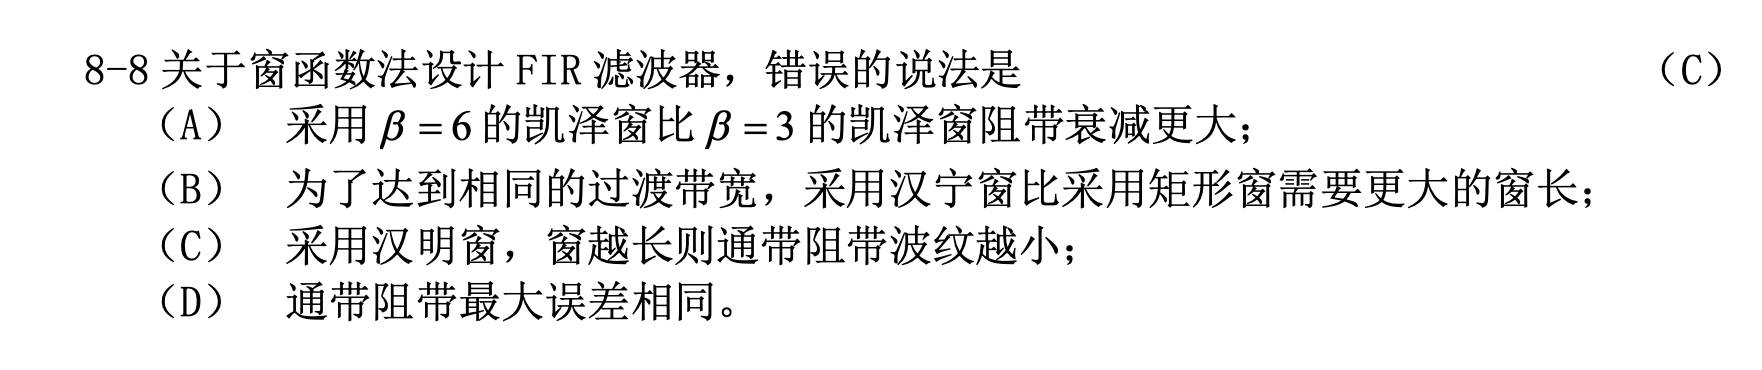 8-8 关于窗函数法设计 FIR 滤波器，错误的说法是 （C）
（A） 采用 β = 6 的凯泽窗比 β = 3 的凯泽窗阻带衰减更大；
（B） 为了达到相同的过渡带宽，采用汉宁窗比采用矩形窗需要更大的窗长；
（C） 采用汉明窗，窗越长则通带阻带波纹越小；
（D） 通带阻带最大误差相同。